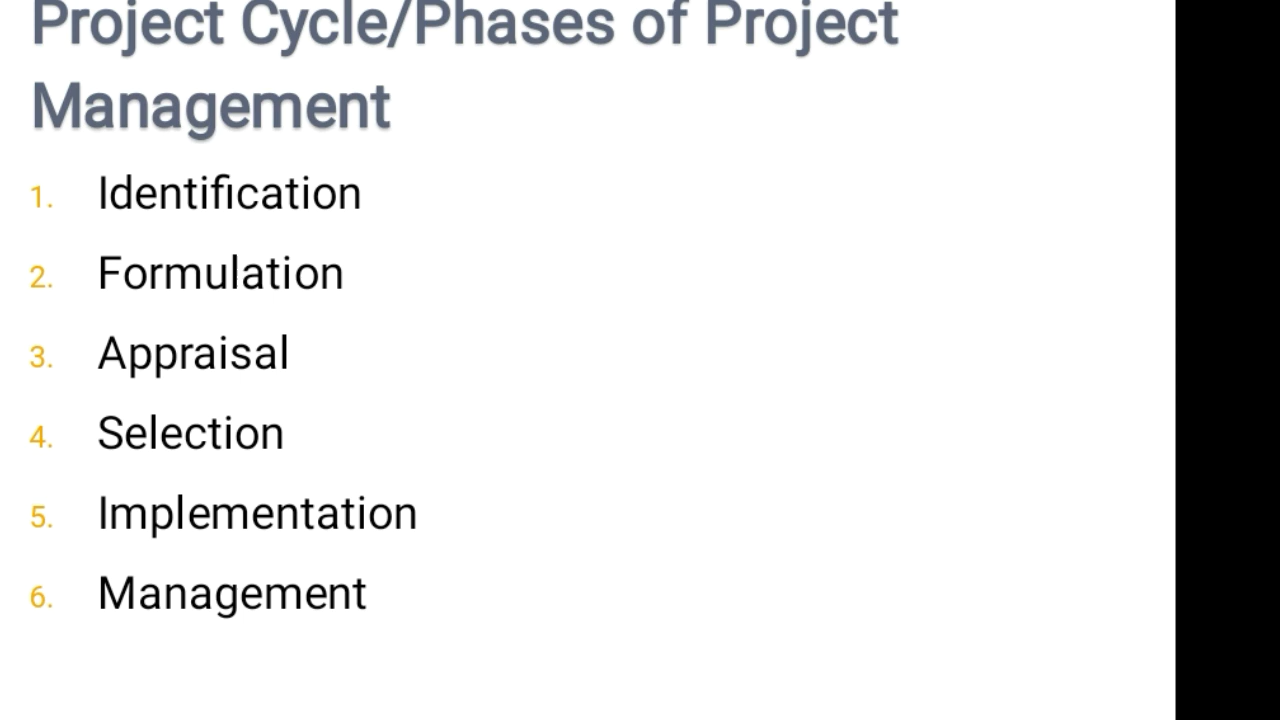 Project Cycle/Phases of Project
Management
1. Identification
2. Formulation
3. Appraisal
4. Selection
5. Implementation
6. Management